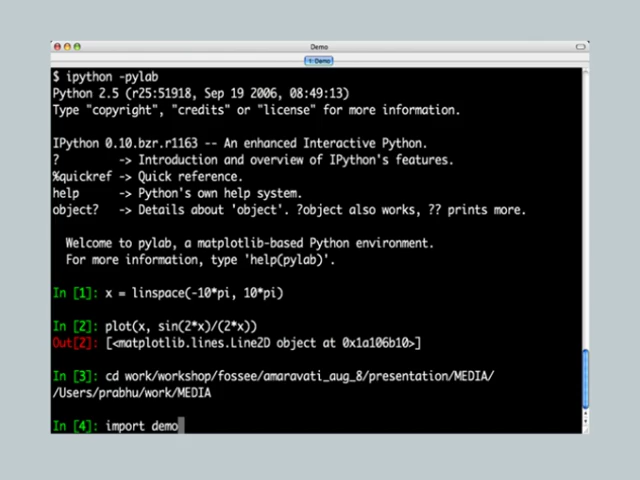 Demo
Demo
$ ipython -pylab
Python 2.5 (r25:51918, Sep 19 2006, 08:49:13)
Type "copyright", "credits" or "license" for more information.
IPython 0.10.bzr.r1163 -- An enhanced Interactive Python.
? -> Introduction and overview of IPython's features.
%quickref -> Quick reference.
help -> Python's own help system.
object? -> Details about 'object'. ?object also works, ?? prints more.
Welcome to pylab, a matplotlib-based Python environment.
For more information, type 'help(pylab)'.
In [1]: x = linspace(-10*pi, 10*pi)
In [2]: plot(x, sin(2*x)/(2*x))
Out[2]: [<matplotlib.lines.Line2D object at 0x1a106b10>]
In [3]: cd work/workshop/fossee/amaravati_aug_8/presentation/MEDIA/
/Users/prabhu/work/MEDIA
In [4]: import demo